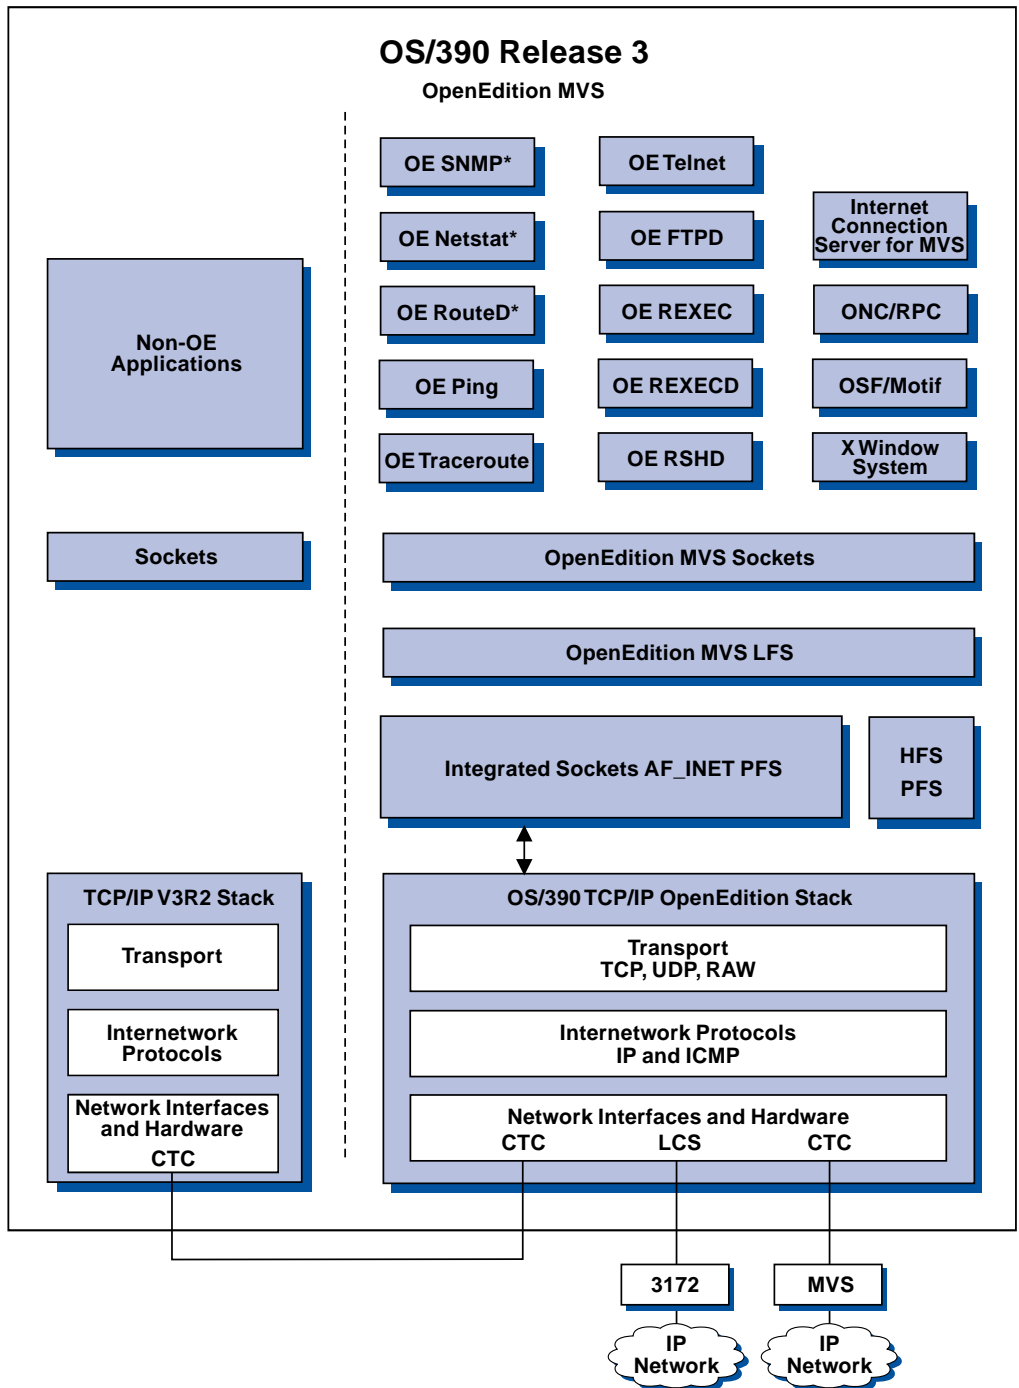 OS/390 Release 3
OpenEdition MVS
OE SNMP*
OE Telnet
Internet
Connection
Server for MVS
OE Netstat*
OE FTPD
OE RouteD*
OE REXEC
ONC/RPC
Non-OE
Applications
OE Ping
OE REXECD
OSF/Motif
OE Traceroute
OE RSHD
X Window
System
Sockets
OpenEdition MVS Sockets
OpenEdition MVS LFS
Integrated Sockets AF_INET PFS
HFS
PFS
TCP/IP V3R2 Stack
Transport
Internetwork
Protocols
Network Interfaces
and Hardware
CTC
OS/390 TCP/IP OpenEdition Stack
Transport
TCP, UDP, RAW
Internetwork Protocols
IP and ICMP
Network Interfaces and Hardware
CTC LCS CTC
3172
MVS
IP
Network
IP
Network